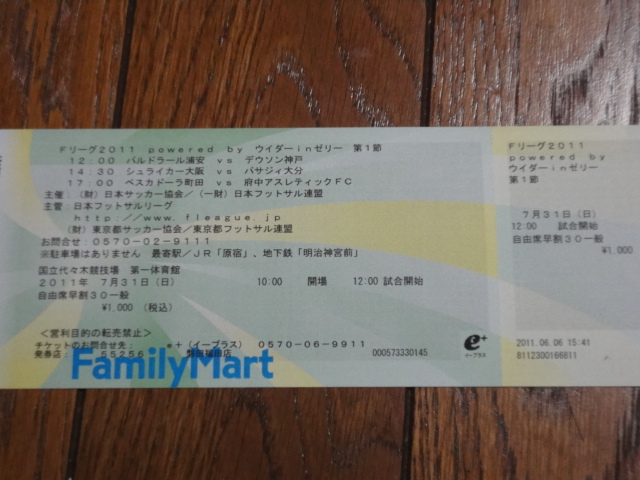 Fリーグ2011 powered by ウイダーinゼリー 第1節
12:00 バルドラール浦安 vs デウソン神戸
14:30 シュライカー大阪 vs バサジィ大分
17:00 ペスカドーラ町田 vs 府中アスレティックFC
主催:(財)日本サッカー協会/(一財)日本フットサル連盟
主管:日本フットサルリーグ
http://www.fleague.jp
(財)東京都サッカー協会/東京都フットサル連盟
お問合せ:0570-02-9111
※駐車場はありません 最寄駅/JR「原宿」、地下鉄「明治神宮前」
国立代々木競技場 第一体育館
2011年 7月31日(日) 10:00 開場 12:00 試合開始
自由席早割30一般
¥1,000 (税込)
<営利目的の転売禁止>
チケットのお問合せ先: e+(イープラス) 0570-06-9911
発券店: 55256
FamilyMart
000573330145
e+
イープラス
Fリーグ2011
powered by
ウイダーinゼリー
第1節
7月31日(日)
12:00 試合開始
自由席早割30一般
¥1,000
2011.06.06 15:41
8112300166811